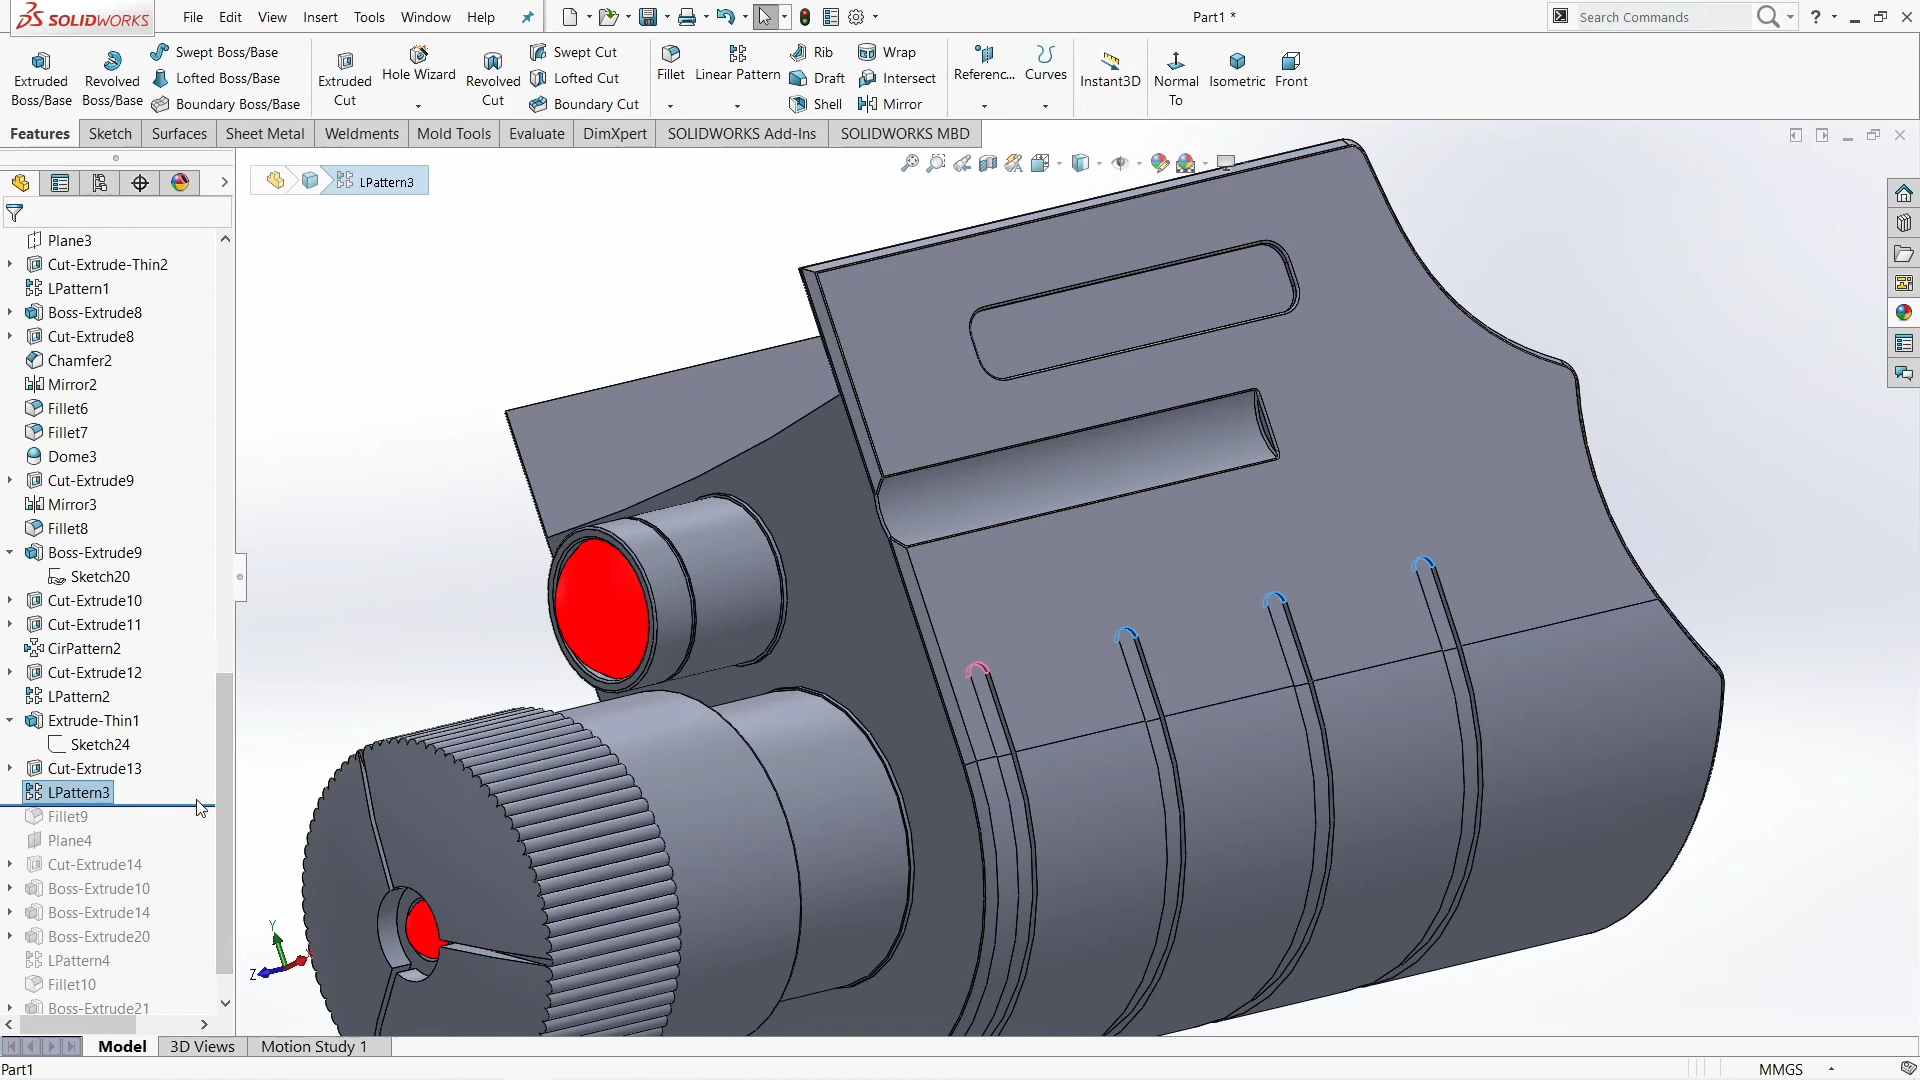 SOLIDWORKS File Edit View Insert Tools Window Help Part1 * Search Commands ?
Extruded Boss/Base
Revolved Boss/Base
Swept Boss/Base
Lofted Boss/Base
Boundary Boss/Base
Extruded Cut
Hole Wizard
Revolved Cut
Swept Cut
Lofted Cut
Boundary Cut
Fillet
Linear Pattern
Rib
Draft
Shell
Wrap
Intersect
Mirror
Referenc...
Curves
Instant3D
Normal To
Isometric
Front
Features Sketch Surfaces Sheet Metal Weldments Mold Tools Evaluate DimXpert SOLIDWORKS Add-Ins SOLIDWORKS MBD
LPattern3
Plane3
Cut-Extrude-Thin2
LPattern1
Boss-Extrude8
Cut-Extrude8
Chamfer2
Mirror2
Fillet6
Fillet7
Dome3
Cut-Extrude9
Mirror3
Fillet8
Boss-Extrude9
Sketch20
Cut-Extrude10
Cut-Extrude11
CirPattern2
Cut-Extrude12
LPattern2
Extrude-Thin1
Sketch24
Cut-Extrude13
LPattern3
Fillet9
Plane4
Cut-Extrude14
Boss-Extrude10
Boss-Extrude14
Boss-Extrude20
LPattern4
Fillet10
Boss-Extrude21
Y
Z
Model 3D Views Motion Study 1
Part1 MMGS